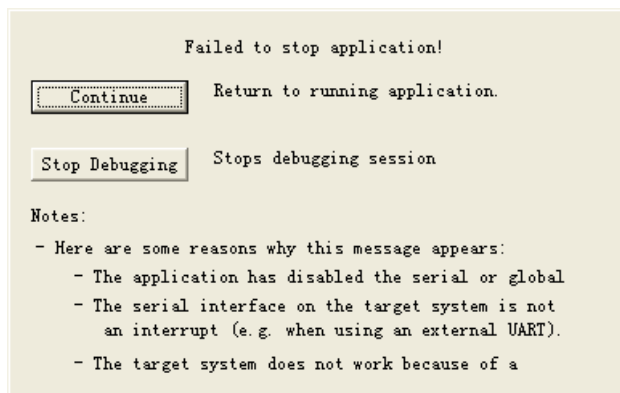 Failed to stop application!
Continue
Return to running application.
Stop Debugging
Stops debugging session
Notes:
- Here are some reasons why this message appears:
- The application has disabled the serial or global
- The serial interface on the target system is not
an interrupt (e.g. when using an external UART).
- The target system does not work because of a